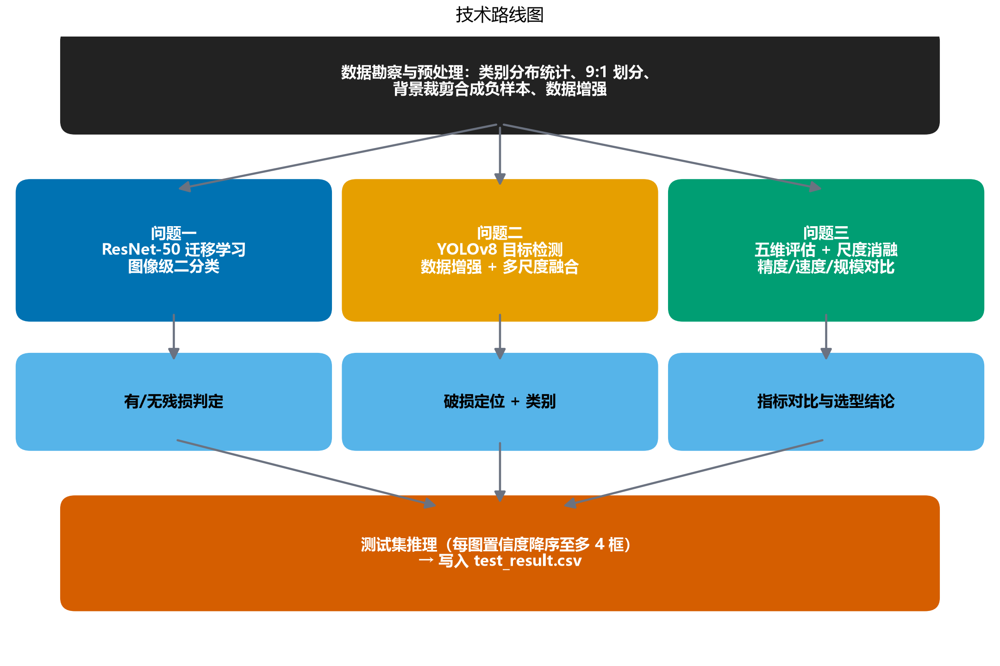 技术路线图
数据勘察与预处理：类别分布统计、9:1 划分、
背景裁剪合成负样本、数据增强
问题一
ResNet-50 迁移学习
图像级二分类
问题二
YOLOv8 目标检测
数据增强 + 多尺度融合
问题三
五维评估 + 尺度消融
精度/速度/规模对比
有/无残损判定
破损定位 + 类别
指标对比与选型结论
测试集推理（每图置信度降序至多 4 框）
→ 写入 test_result.csv